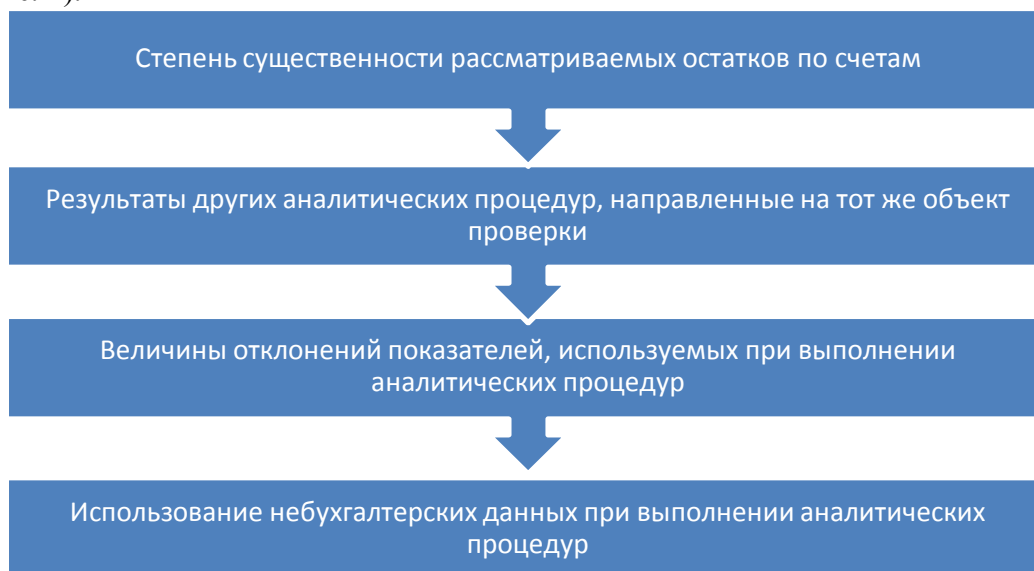 Степень существенности рассматриваемых остатков по счетам
Результаты других аналитических процедур, направленные на тот же объект
проверки
Величины отклонений показателей, используемых при выполнении
аналитических процедур
Использование небухгалтерских данных при выполнении аналитических
процедур